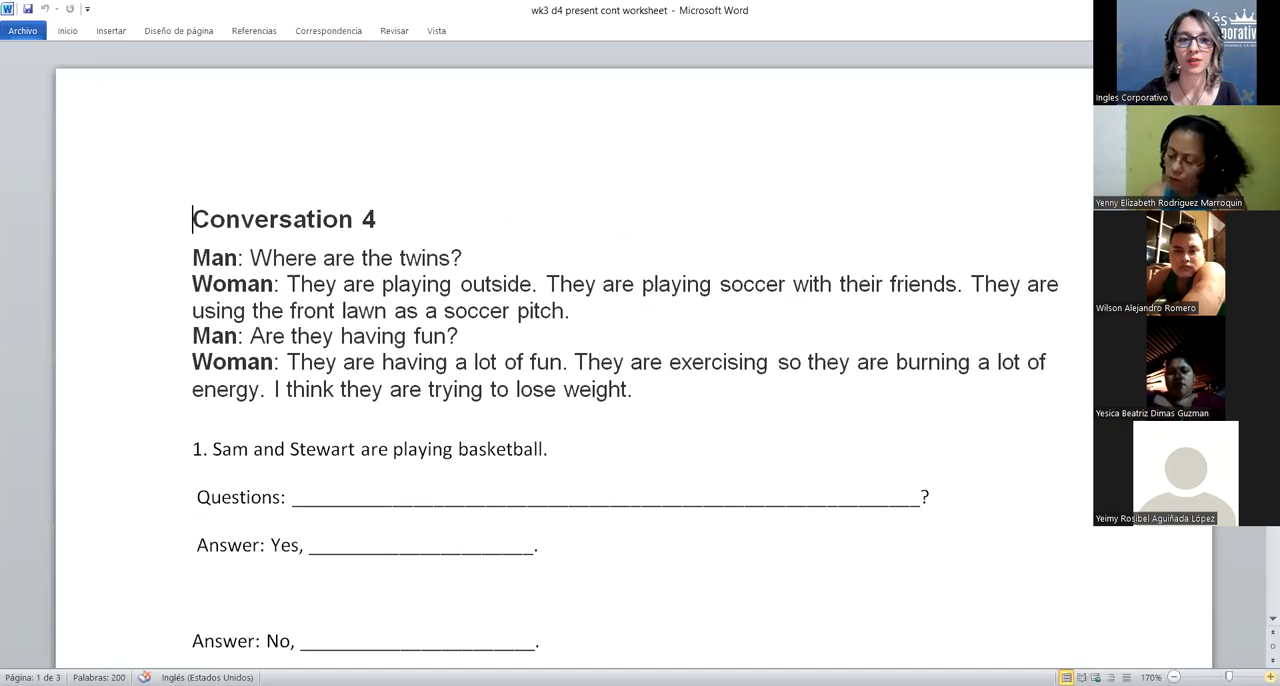 wk3 d4 present cont worksheet - Microsoft Word
Archivo Inicio Insertar Diseño de página Referencias Correspondencia Revisar Vista
Conversation 4
Man: Where are the twins?
Woman: They are playing outside. They are playing soccer with their friends. They are
using the front lawn as a soccer pitch.
Man: Are they having fun?
Woman: They are having a lot of fun. They are exercising so they are burning a lot of
energy. I think they are trying to lose weight.
1. Sam and Stewart are playing basketball.
Questions: ______________________________________________________?
Answer: Yes, ____________________.
Answer: No, _____________________.
Página: 1 de 3 Palabras: 200 Inglés (Estados Unidos) 170%
Ingles Corporativo
Yenny Elizabeth Rodriguez Marroquin
Wilson Alejandro Romero
Yesica Beatriz Dimas Guzman
Yeimy Rosibel Aguiñada López